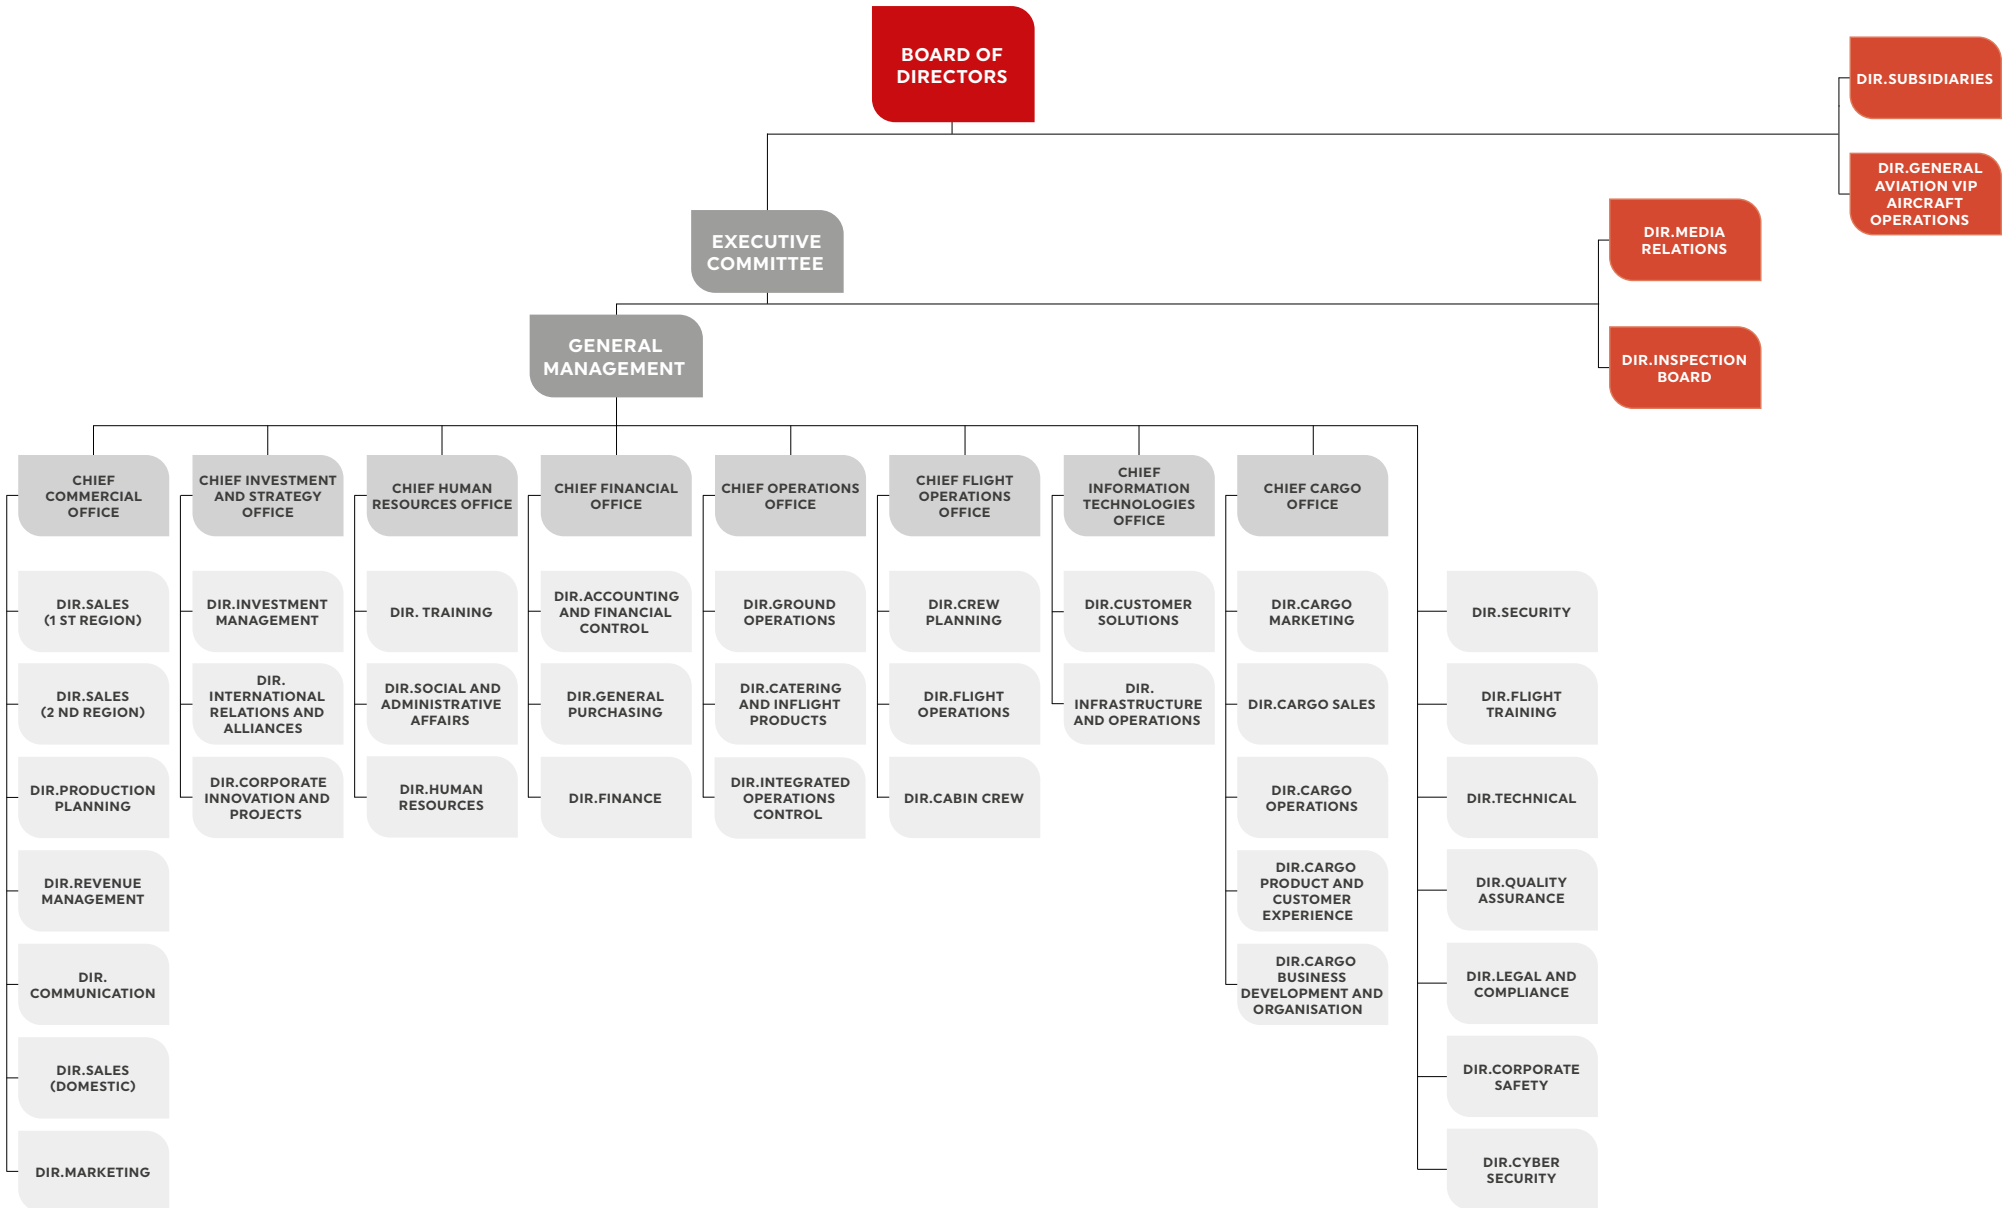 BOARD OF
DIRECTORS
DIR.SUBSIDIARIES
DIR.GENERAL
AVIATION VIP
AIRCRAFT
OPERATIONS
EXECUTIVE
COMMITTEE
DIR.MEDIA
RELATIONS
GENERAL
MANAGEMENT
DIR.INSPECTION
BOARD
CHIEF
COMMERCIAL
OFFICE
CHIEF INVESTMENT
AND STRATEGY
OFFICE
CHIEF HUMAN
RESOURCES OFFICE
CHIEF FINANCIAL
OFFICE
CHIEF OPERATIONS
OFFICE
CHIEF FLIGHT
OPERATIONS
OFFICE
CHIEF
INFORMATION
TECHNOLOGIES
OFFICE
CHIEF CARGO
OFFICE
DIR.SALES
(1 ST REGION)
DIR.INVESTMENT
MANAGEMENT
DIR. TRAINING
DIR.ACCOUNTING
AND FINANCIAL
CONTROL
DIR.GROUND
OPERATIONS
DIR.CREW
PLANNING
DIR.CUSTOMER
SOLUTIONS
DIR.CARGO
MARKETING
DIR.SECURITY
DIR.SALES
(2 ND REGION)
DIR.
INTERNATIONAL
RELATIONS AND
ALLIANCES
DIR.SOCIAL AND
ADMINISTRATIVE
AFFAIRS
DIR.GENERAL
PURCHASING
DIR.CATERING
AND INFLIGHT
PRODUCTS
DIR.FLIGHT
OPERATIONS
DIR.
INFRASTRUCTURE
AND OPERATIONS
DIR.CARGO SALES
DIR.FLIGHT
TRAINING
DIR.PRODUCTION
PLANNING
DIR.CORPORATE
INNOVATION AND
PROJECTS
DIR.HUMAN
RESOURCES
DIR.FINANCE
DIR.INTEGRATED
OPERATIONS
CONTROL
DIR.CABIN CREW
DIR.CARGO
OPERATIONS
DIR.TECHNICAL
DIR.REVENUE
MANAGEMENT
DIR.CARGO
PRODUCT AND
CUSTOMER
EXPERIENCE
DIR.QUALITY
ASSURANCE
DIR.
COMMUNICATION
DIR.CARGO
BUSINESS
DEVELOPMENT AND
ORGANISATION
DIR.LEGAL AND
COMPLIANCE
DIR.SALES
(DOMESTIC)
DIR.CORPORATE
SAFETY
DIR.MARKETING
DIR.CYBER
SECURITY